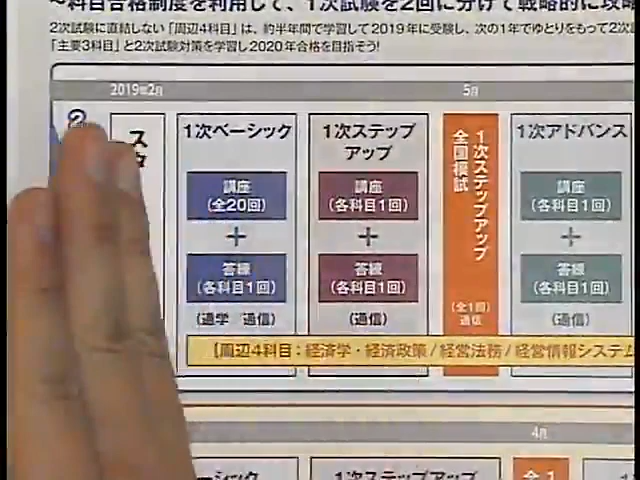 ~科目合格制度を利用して、1次試験を2回に分けて戦略的に攻略
2次試験に直結しない「周辺4科目」は、約半年間で学習して2019年に受験し、次の1年でゆとりをもって2次
「主要3科目」と2次試験対策を学習し2020年合格を目指そう!
2019年2月
5月
1次ベーシック
講座
(全20回)
+
答練
(各科目1回)
(通学 通信)
1次ステップ
アップ
講座
(各科目1回)
+
答練
(各科目1回)
(通信)
1次ステップアップ
全国模試
(全1回)
通信
1次アドバンス
講座
(各科目1回)
+
答練
(各科目1回)
(通信)
【周辺4科目:経済学・経済政策/経営法務/経営情報システム
4月
ーシック
1次ステップアップ
全1